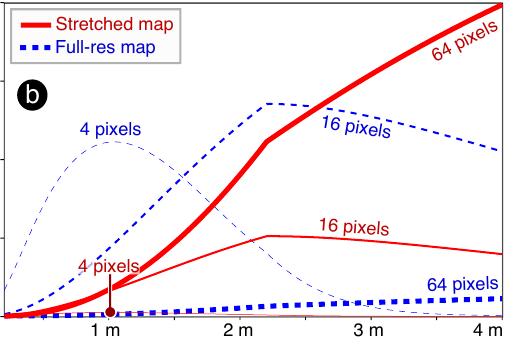 Stretched map
Full-res map
64 pixels
b
4 pixels
16 pixels
16 pixels
4 pixels
64 pixels
1 m
2 m
3 m
4 m